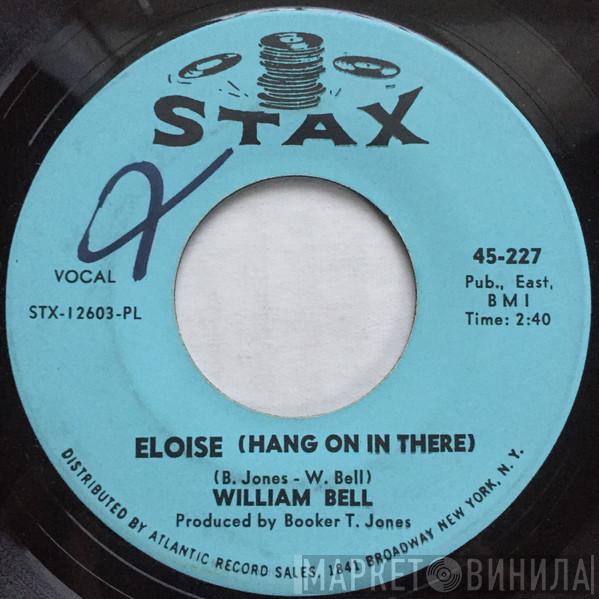 STAX
VOCAL
STX-12603-PL
45-227
Pub., East,
BMI
Time: 2:40
ELOISE (HANG ON IN THERE)
(B. Jones - W. Bell)
WILLIAM BELL
Produced by Booker T. Jones
DISTRIBUTED BY ATLANTIC RECORD SALES, 1841 BROADWAY NEW YORK, N. Y.
МАРКЕТ ВИНИЛА